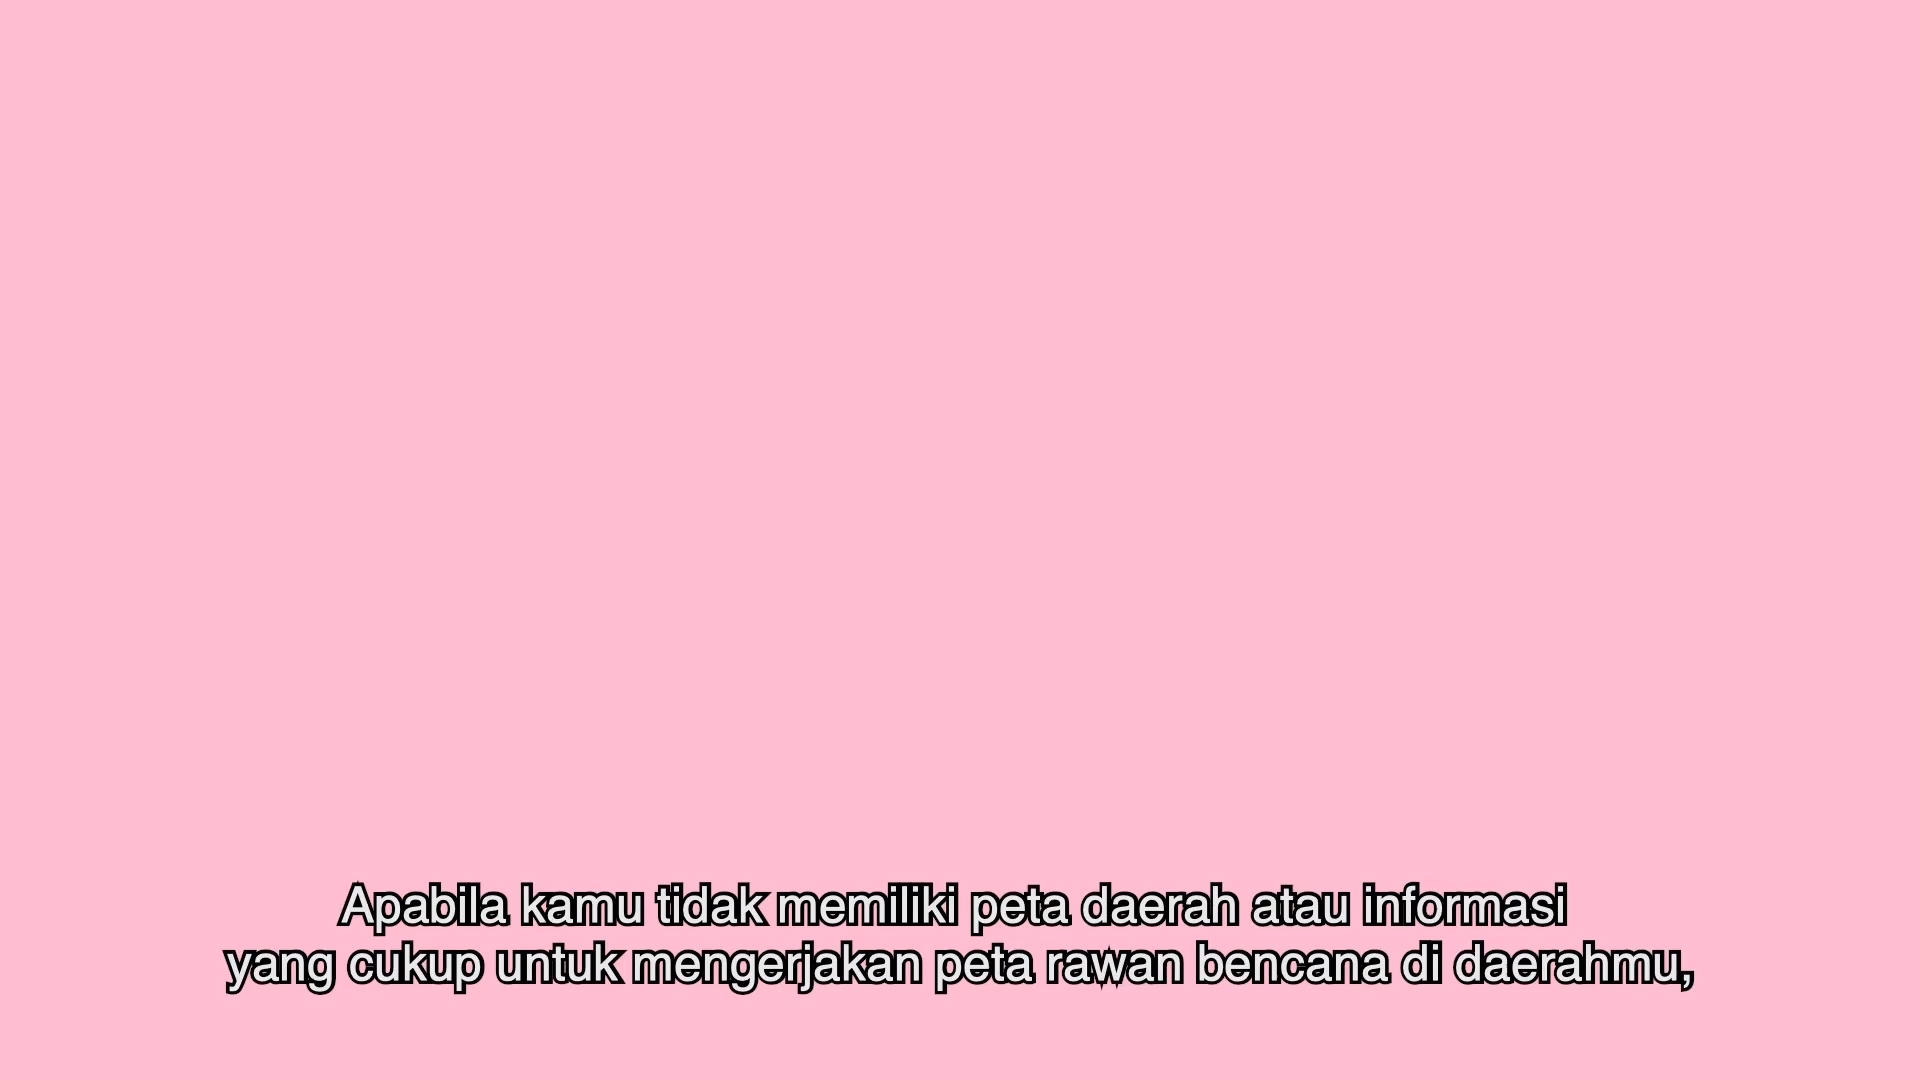 Apabila kamu tidak memiliki peta daerah atau informasi
yang cukup untuk mengerjakan peta rawan bencana di daerahmu,